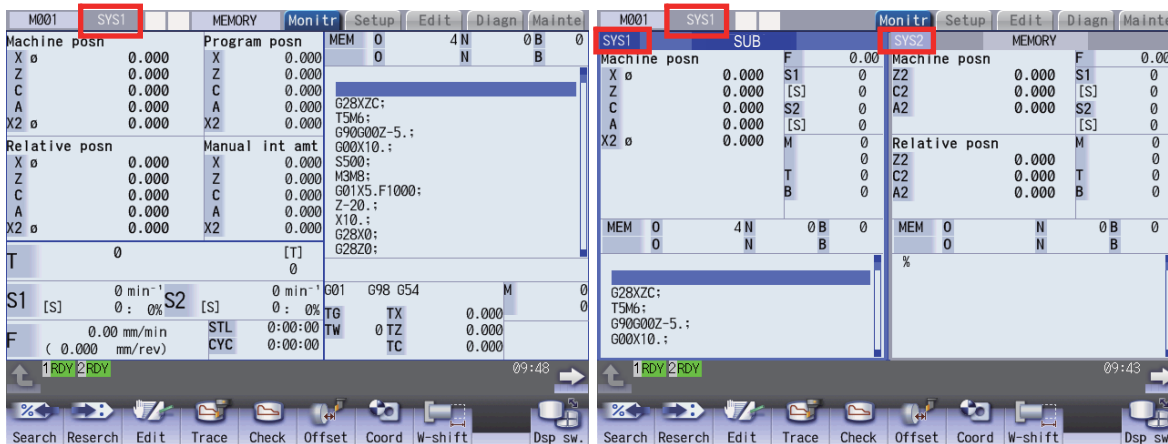 M001 SYS1 MEMORY Monitr Setup Edit Diagn Mainte
Machine posn Program posn MEM O 4 N 0 B 0
X ø 0.000 X 0.000 O N B
Z 0.000 Z 0.000
C 0.000 C 0.000
A 0.000 A 0.000
X2 ø 0.000 X2 0.000
G28XZC;
T5M6;
G90G00Z-5.;
G00X10.;
S500;
M3M8;
G01X5.F1000;
Z-20.;
X10.;
G28X0;
G28Z0;
Relative posn Manual int amt
X ø 0.000 X 0.000
Z 0.000 Z 0.000
C 0.000 C 0.000
A 0.000 A 0.000
X2 ø 0.000 X2 0.000
T 0 [T]
0
S1 [S] 0 min⁻¹ 0: 0% S2 [S] 0 min⁻¹ 0: 0%
F 0.00 mm/min
( 0.000 mm/rev)
STL 0:00:00
CYC 0:00:00
G01 G98 G54 M 0
0
TG TX 0.000
TW 0 TZ 0.000
TC 0.000
1RDY 2RDY 09:48
Search Reserch Edit Trace Check Offset Coord W-shift Dsp sw.
M001 SYS1 Monitr Setup Edit Diagn Mainte
SYS1 SUB
Machine posn F 0.00
X ø 0.000 S1 0
Z 0.000 [S] 0
C 0.000 S2 0
A 0.000 [S] 0
X2 ø 0.000 M 0
0
T 0
B 0
MEM O 4 N 0 B 0
O N B
G28XZC;
T5M6;
G90G00Z-5.;
G00X10.;
SYS2 MEMORY
Machine posn F 0.00
Z2 0.000 S1 0
C2 0.000 [S] 0
A2 0.000 S2 0
[S] 0
Relative posn M 0
Z2 0.000 0
C2 0.000 T 0
A2 0.000 B 0
MEM O N 0 B 0
O N B
%
1RDY 2RDY 09:43
Search Reserch Edit Trace Check Offset Coord W-shift Dsp sw